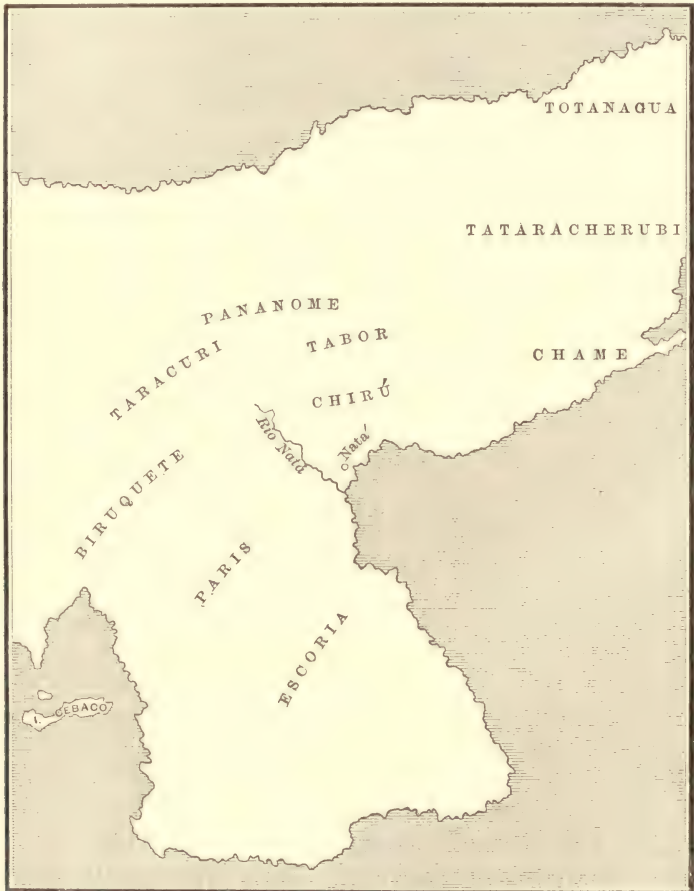 TOTANAGUA
TATARACHERUBI
PANANOME
TABOR
TARACURI
CHAME
CHIRÚ
Rio Natá
Natá
BIRUQUETE
PARIS
ESCORIA
I. CEBACO